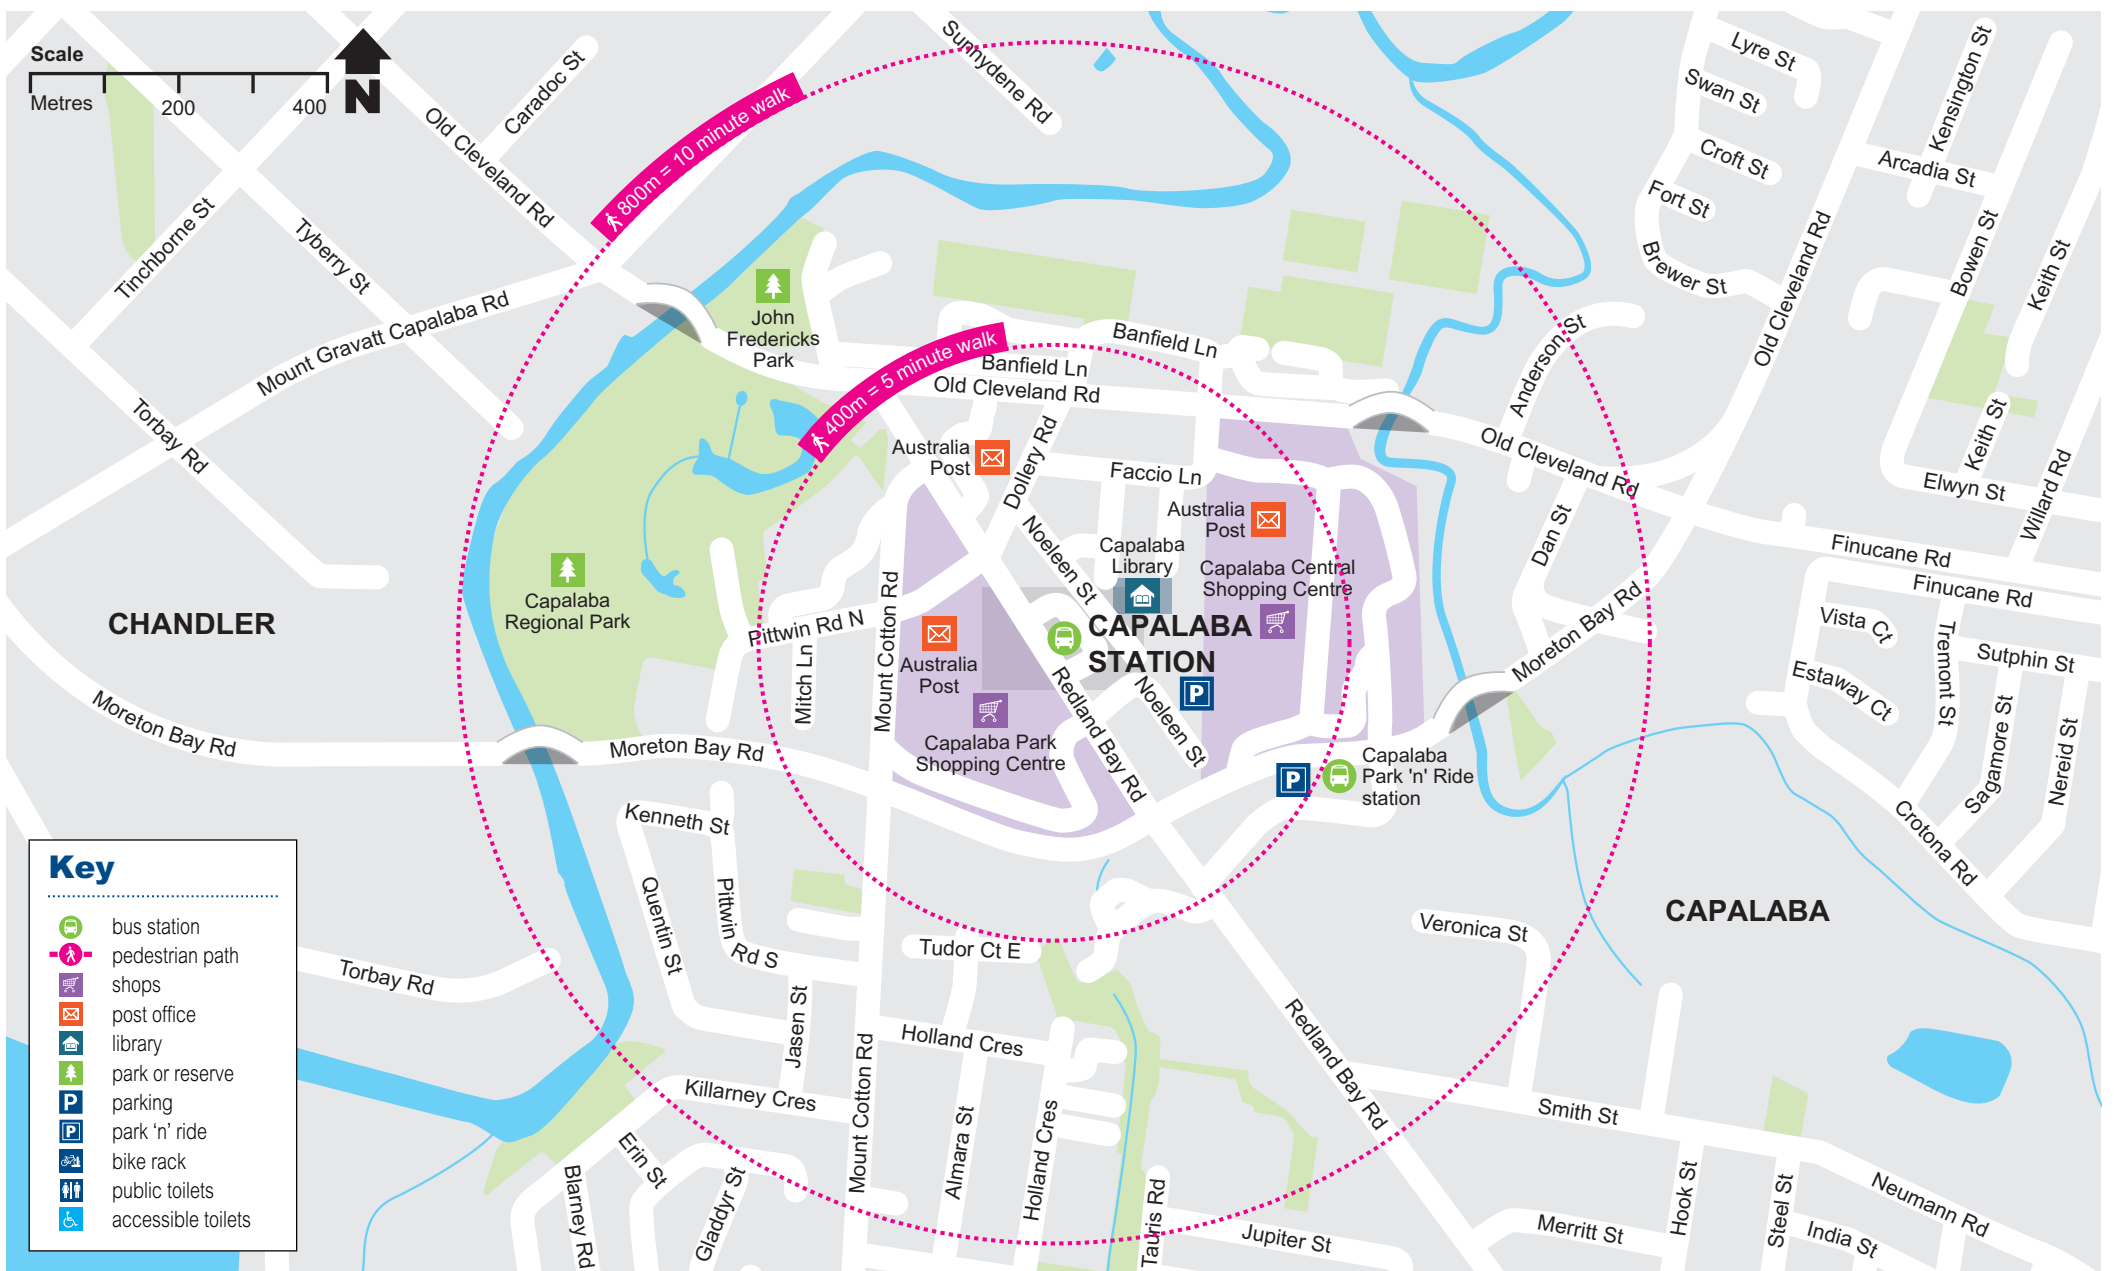 Scale
Metres
200
400
N
Caradoc St
Old Cleveland Rd
Sunnydene Rd
800m = 10 minute walk
Lyre St
Swan St
Croft St
Fort St
Brewer St
Kensington St
Arcadia St
Bowen St
Keith St
Old Cleveland Rd
Tinchborne St
Tyberry St
Mount Gravatt Capalaba Rd
Torbay Rd
John
Fredericks
Park
400m = 5 minute walk
Banfield Ln
Banfield Ln
Old Cleveland Rd
Anderson St
Old Cleveland Rd
Keith St
Elwyn St
Willard Rd
Australia
Post
Dollery Rd
Faccio Ln
Australia
Post
Noeleen St
Capalaba
Library
Capalaba Central
Shopping Centre
Dan St
Finucane Rd
Finucane Rd
Capalaba
Regional Park
CHANDLER
Pittwin Rd N
Mitch Ln
Mount Cotton Rd
Australia
Post
CAPALABA
STATION
P
Moreton Bay Rd
Vista Ct
Estaway Ct
Tremont St
Sutphin St
Sagamore St
Nereid St
Crotona Rd
Moreton Bay Rd
Moreton Bay Rd
Capalaba Park
Shopping Centre
Redland Bay Rd
Noeleen St
P
Capalaba
Park 'n' Ride
station
Kenneth St
Quentin St
Pittwin
Rd S
Jasen St
Tudor Ct E
Veronica St
CAPALABA
Torbay Rd
Holland Cres
Mount Cotton Rd
Killarney Cres
Erin St
Blarney Rd
Gladdyr St
Almara St
Holland Cres
Tauris Rd
Jupiter St
Redland Bay Rd
Smith St
Merritt St
Hook St
Steel St
India St
Neumann Rd
Key
bus station
pedestrian path
shops
post office
library
park or reserve
P parking
P park ‘n’ ride
bike rack
public toilets
accessible toilets